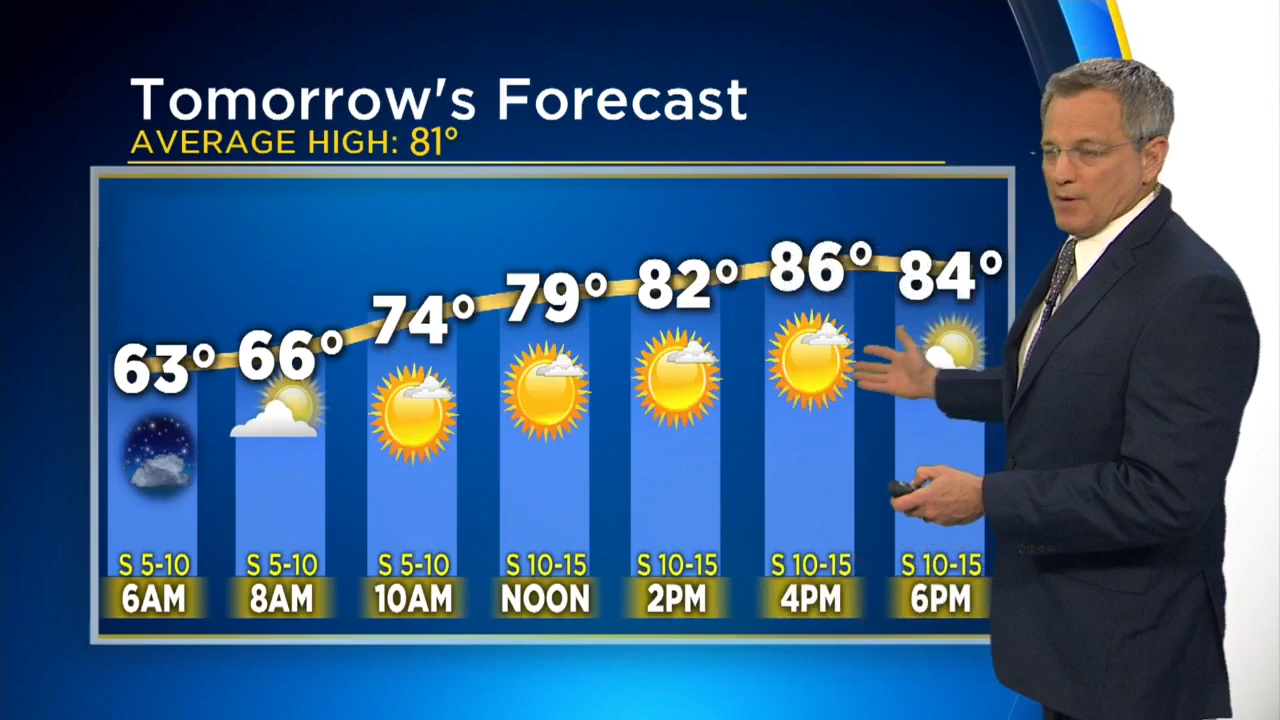 Tomorrow's Forecast
AVERAGE HIGH: 81°
63° 66° 74° 79° 82° 86° 84°
S 5-10 S 5-10 S 5-10 S 10-15 S 10-15 S 10-15 S 10-15
6AM 8AM 10AM NOON 2PM 4PM 6PM